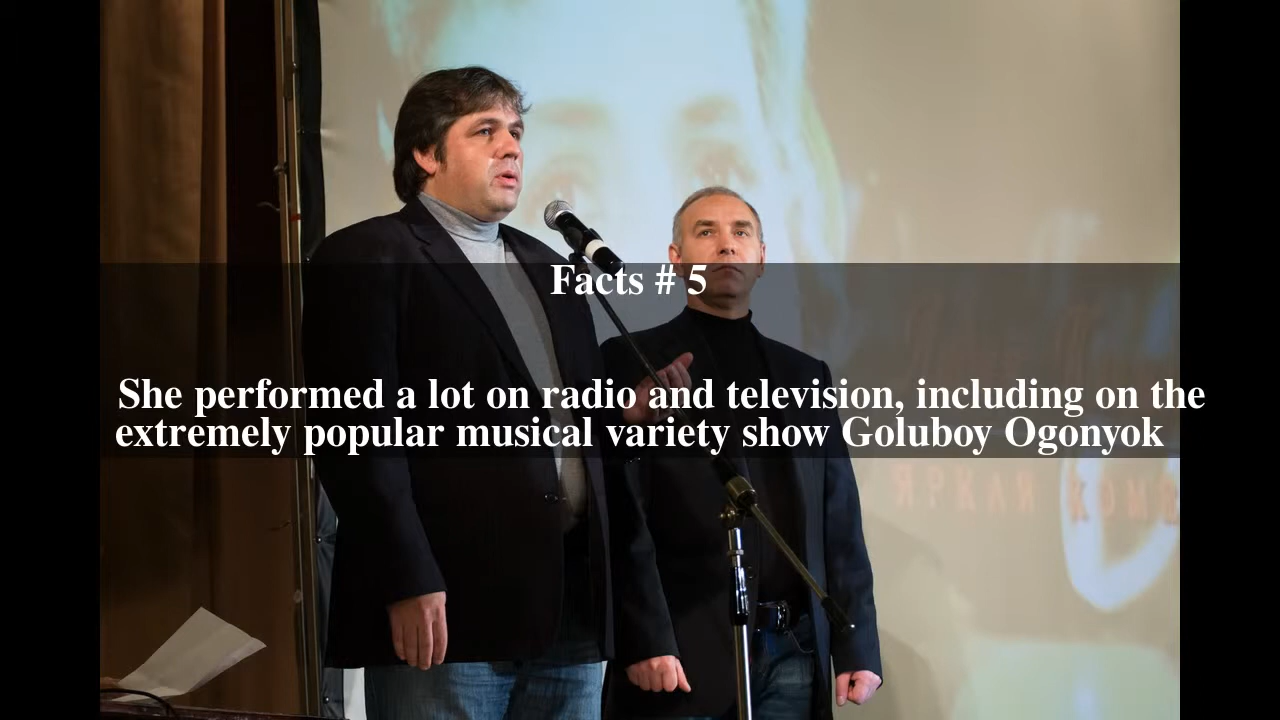 Facts # 5
She performed a lot on radio and television, including on the
extremely popular musical variety show Goluboy Ogonyok
ЯРКАЯ